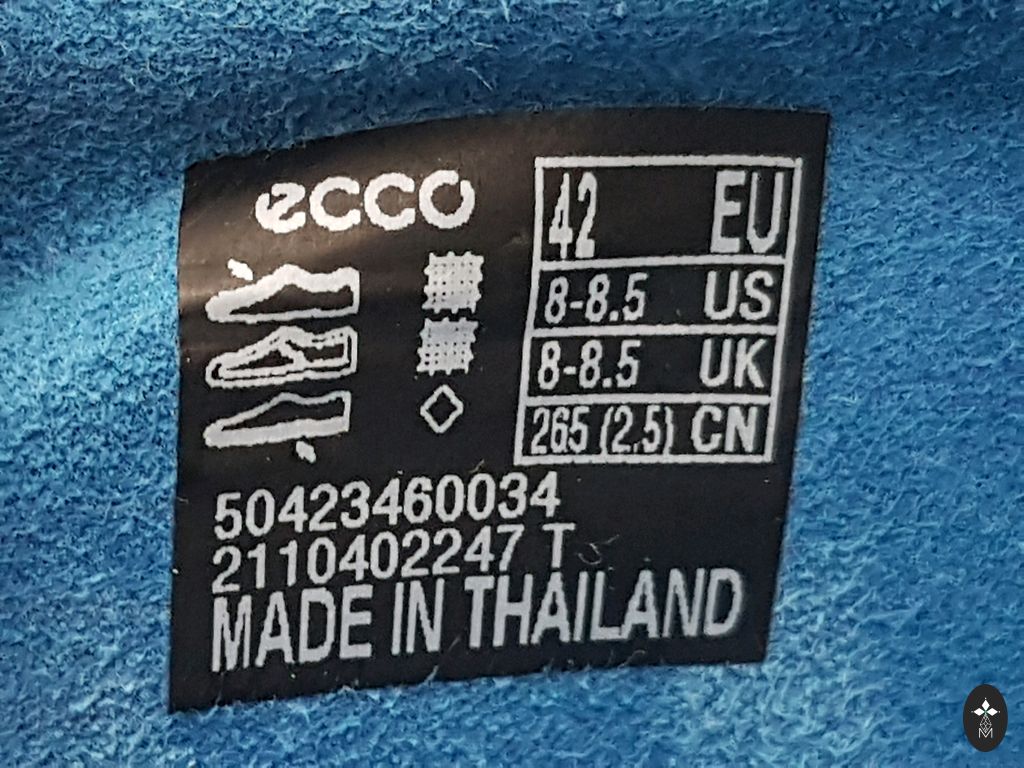 ecco
42 EU
8-8.5 US
8-8.5 UK
265 (2.5) CN
50423460034
2110402247 T
MADE IN THAILAND
M